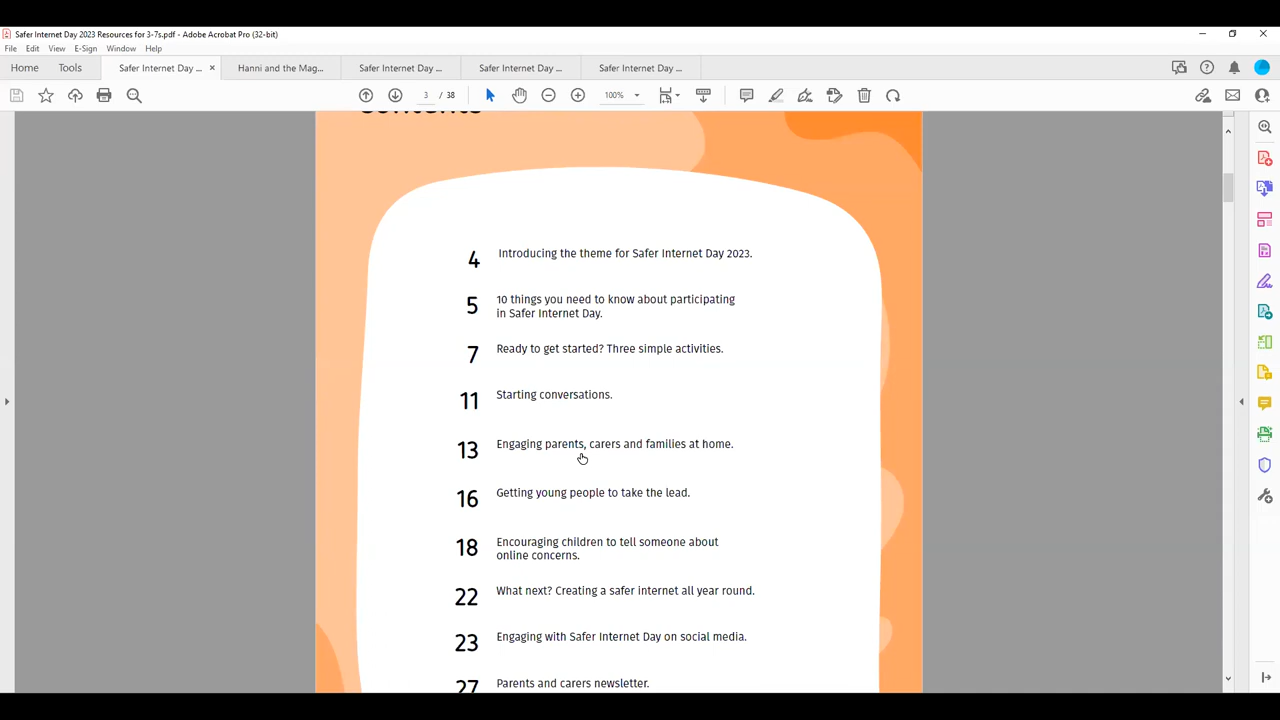 Safer Internet Day 2023 Resources for 3-7s.pdf - Adobe Acrobat Pro (32-bit)
File Edit View E-Sign Window Help
Home Tools Safer Internet Day ... × Hanni and the Mag... Safer Internet Day ... Safer Internet Day ... Safer Internet Day ...
3 / 38 100%
Contents
4 Introducing the theme for Safer Internet Day 2023.
5 10 things you need to know about participating
in Safer Internet Day.
7 Ready to get started? Three simple activities.
11 Starting conversations.
13 Engaging parents, carers and families at home.
16 Getting young people to take the lead.
18 Encouraging children to tell someone about
online concerns.
22 What next? Creating a safer internet all year round.
23 Engaging with Safer Internet Day on social media.
27 Parents and carers newsletter.